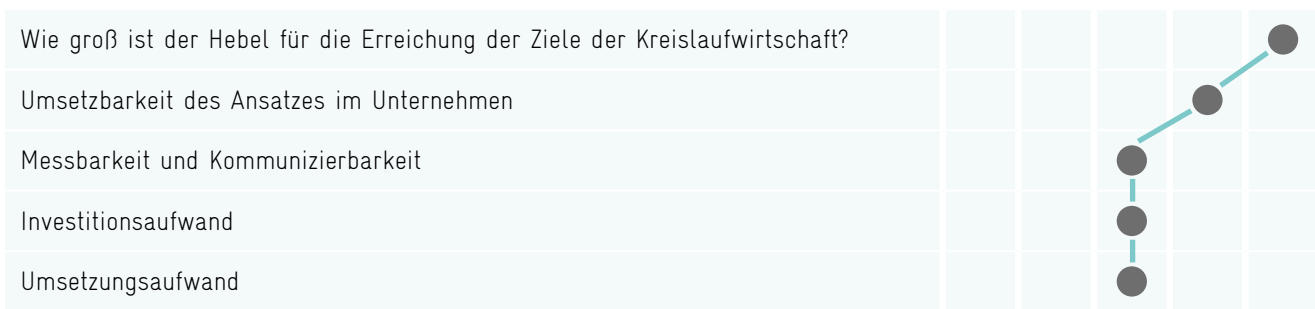 Wie groß ist der Hebel für die Erreichung der Ziele der Kreislaufwirtschaft?
Umsetzbarkeit des Ansatzes im Unternehmen
Messbarkeit und Kommunizierbarkeit
Investitionsaufwand
Umsetzungsaufwand